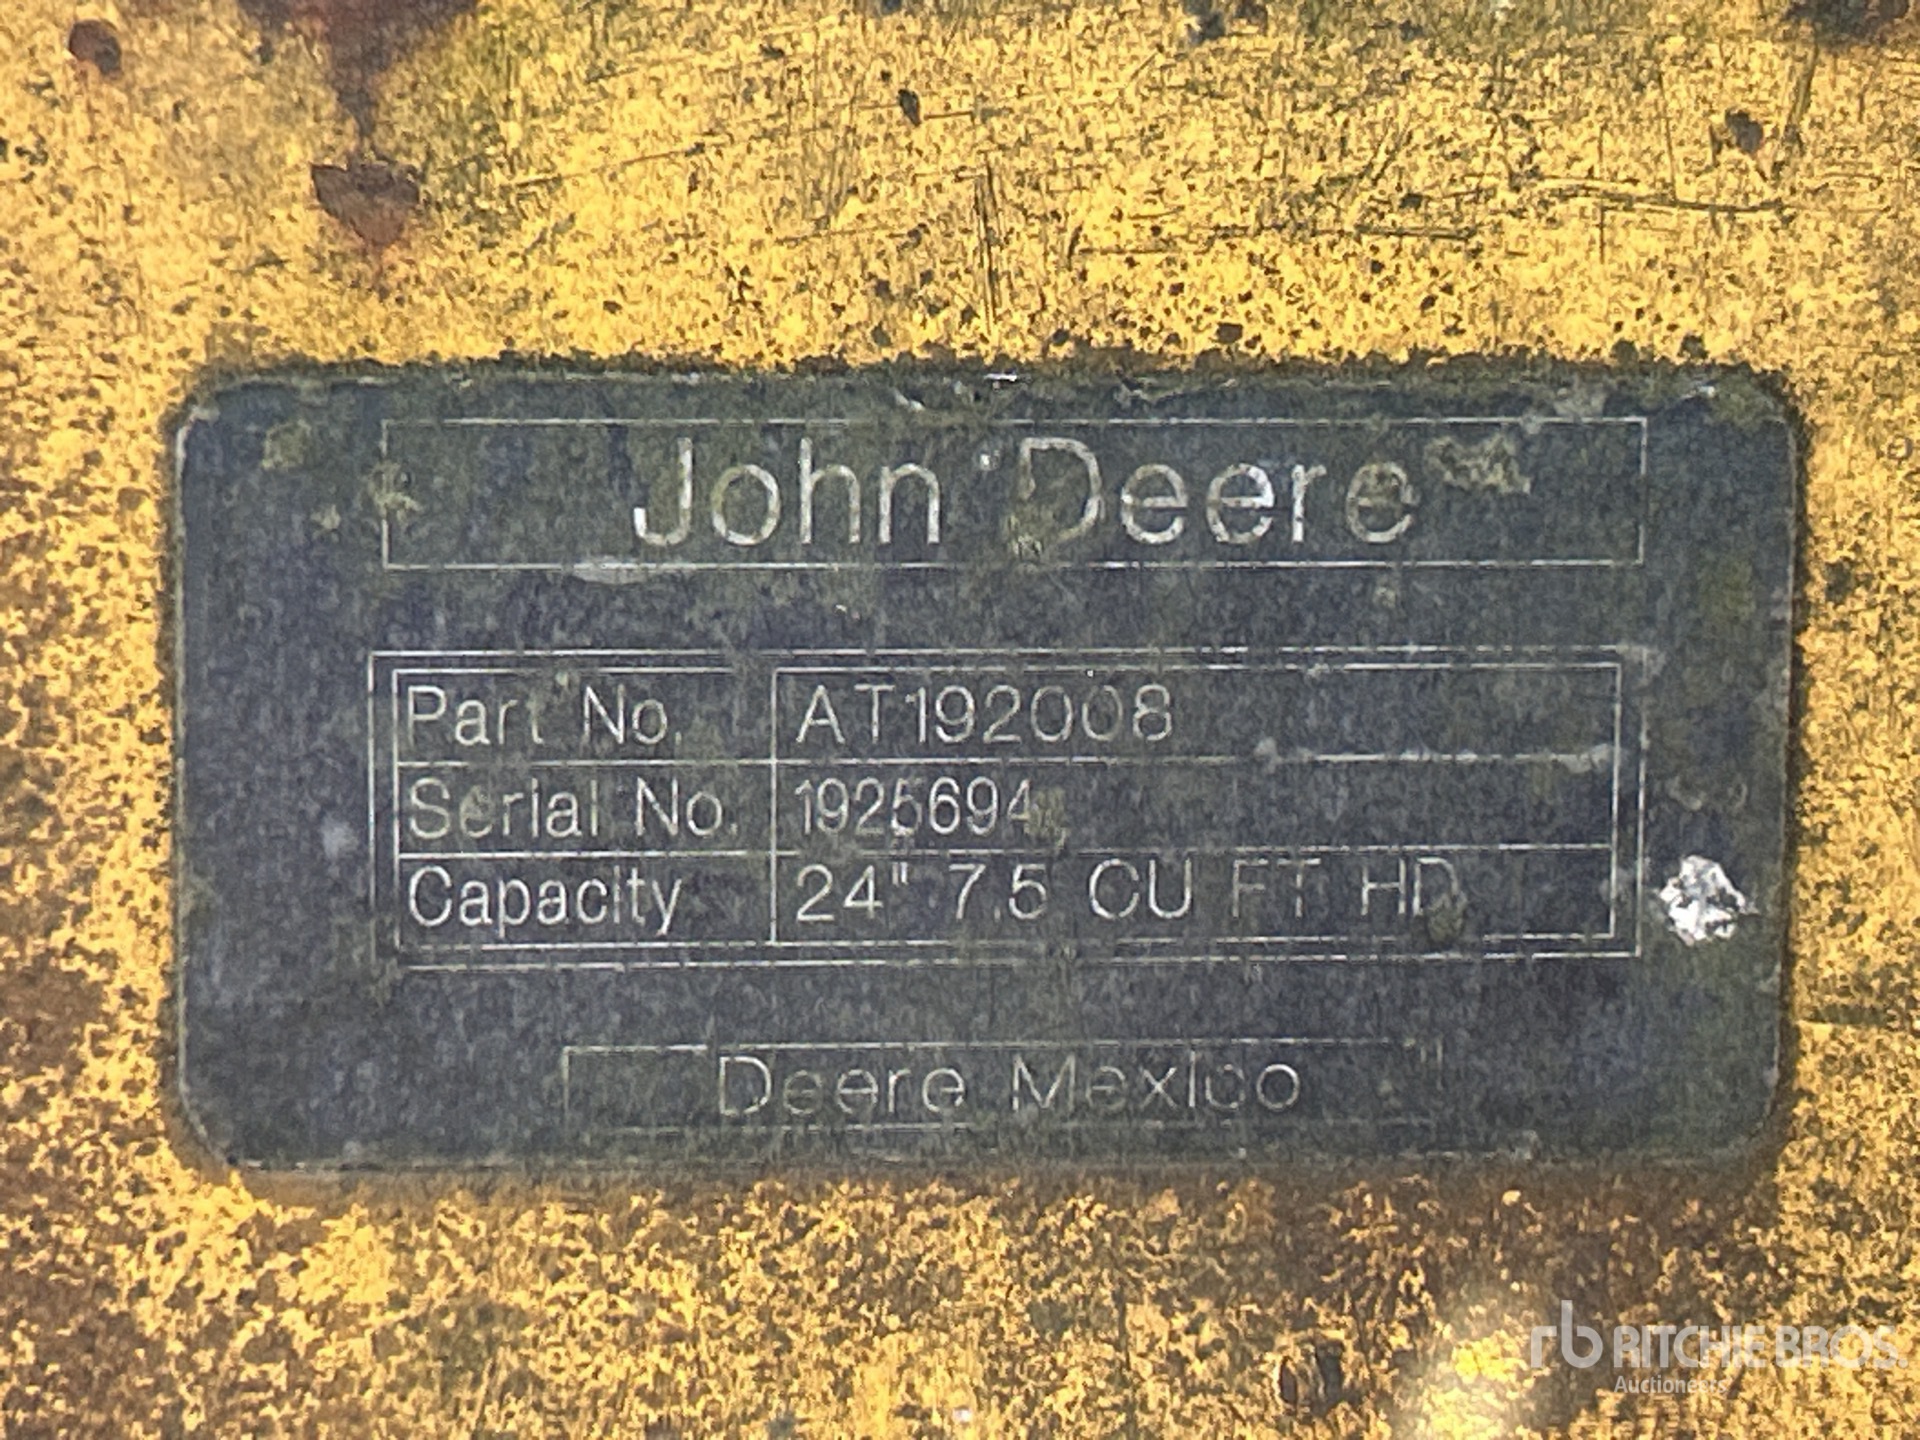 John Deere
Part No. AT192008
Serial No. 1925694
Capacity 24" 7.5 CU FT HD
Deere Mexico
rb RITCHIE BROS.
Auctioneers